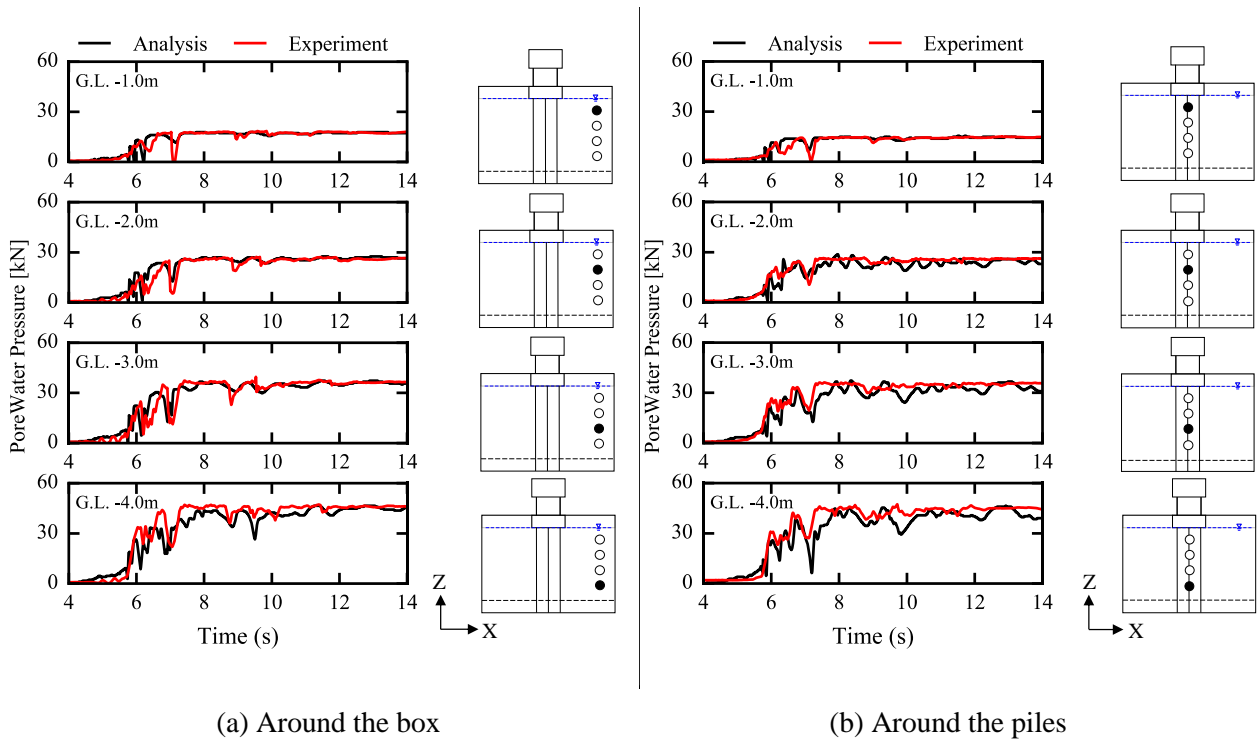 Analysis Experiment
60
30
0
G.L. -1.0m
4 6 8 10 12 14
60
30
0
G.L. -2.0m
4 6 8 10 12 14
60
30
0
G.L. -3.0m
4 6 8 10 12 14
60
30
0
G.L. -4.0m
4 6 8 10 12 14
PoreWater Pressure [kN]
Time (s)
Z
X
(a) Around the box
Analysis Experiment
60
30
0
G.L. -1.0m
4 6 8 10 12 14
60
30
0
G.L. -2.0m
4 6 8 10 12 14
60
30
0
G.L. -3.0m
4 6 8 10 12 14
60
30
0
G.L. -4.0m
4 6 8 10 12 14
PoreWater Pressure [kN]
Time (s)
Z
X
(b) Around the piles